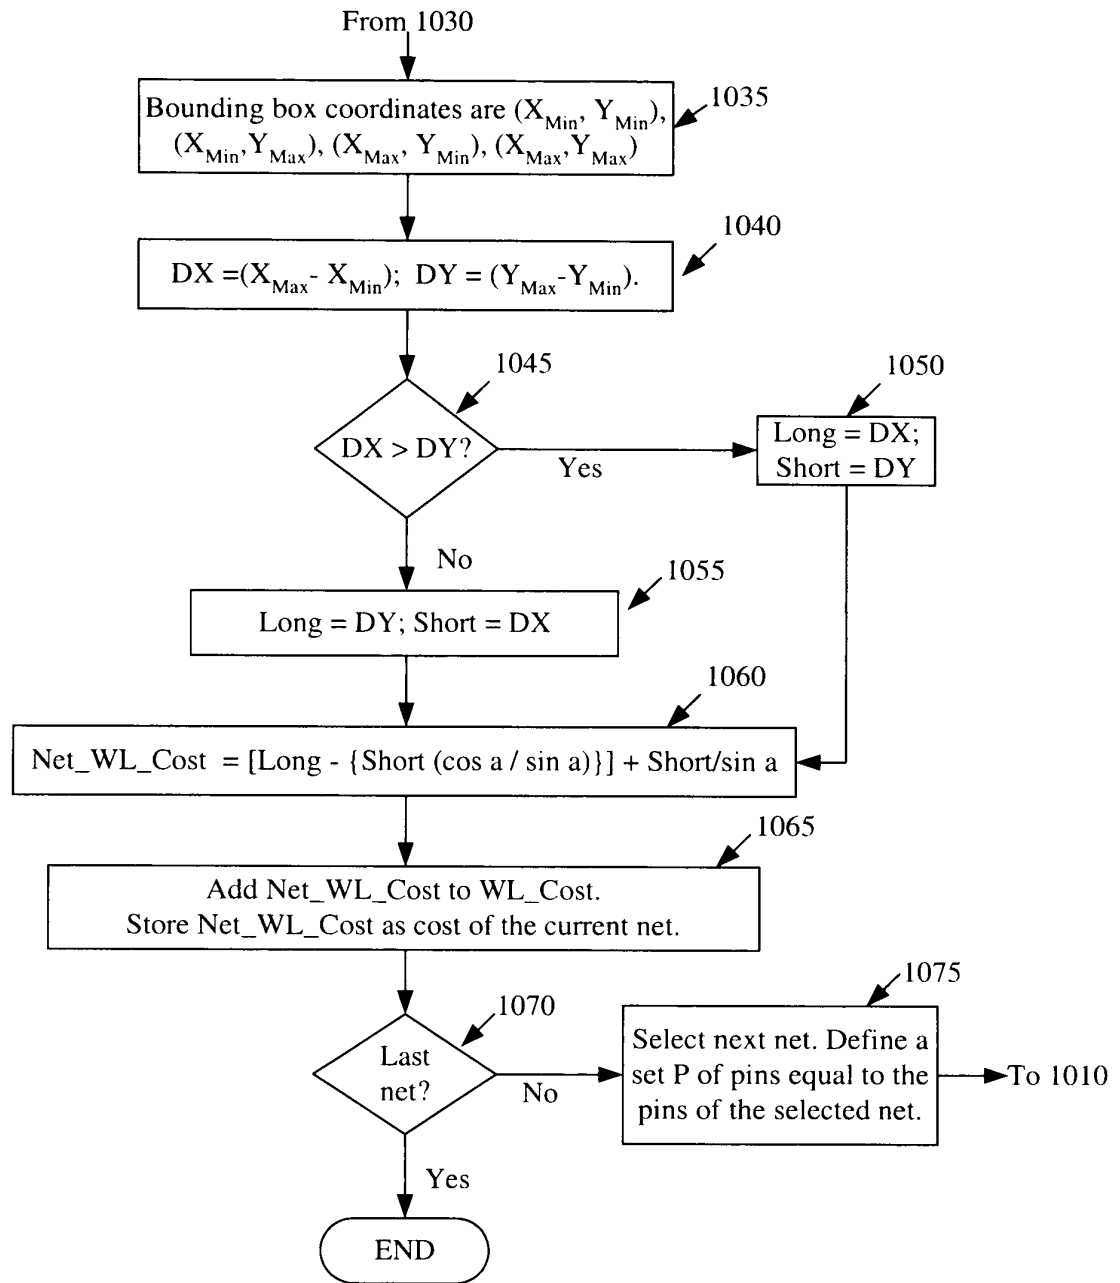 From 1030
1035
Bounding box coordinates are (X_Min, Y_Min),
(X_Min,Y_Max), (X_Max, Y_Min), (X_Max,Y_Max)
1040
DX =(X_Max- X_Min); DY = (Y_Max-Y_Min).
1045
DX > DY?
Yes
1050
Long = DX;
Short = DY
No
1055
Long = DY; Short = DX
1060
Net_WL_Cost = [Long - {Short (cos a / sin a)}] + Short/sin a
1065
Add Net_WL_Cost to WL_Cost.
Store Net_WL_Cost as cost of the current net.
1070
Last
net?
No
1075
Select next net. Define a
set P of pins equal to the
pins of the selected net.
To 1010
Yes
END